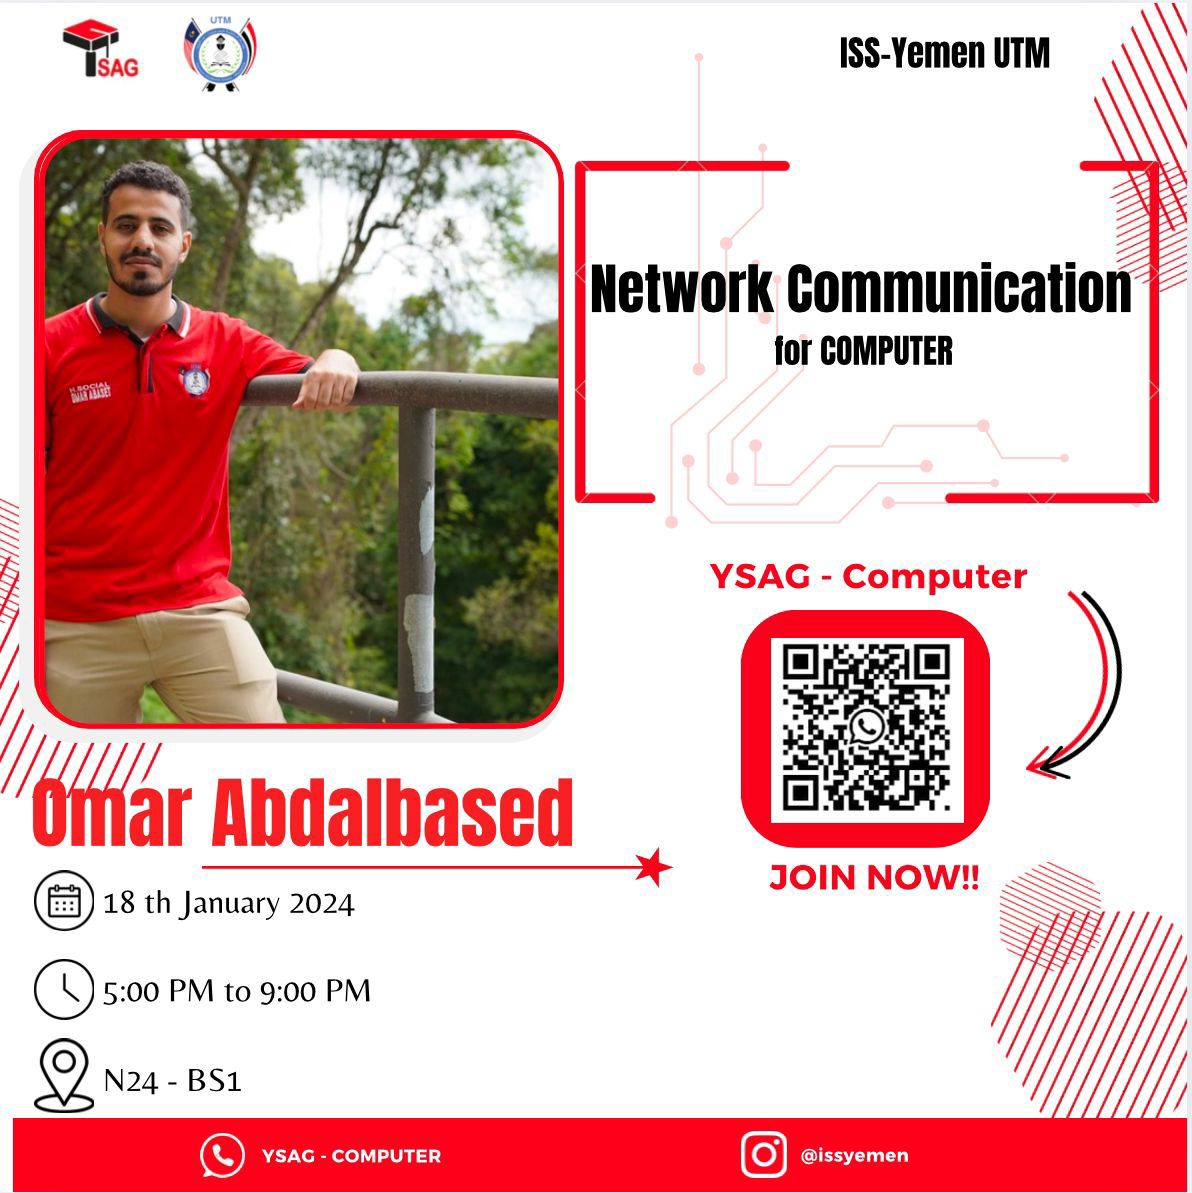 SAG
UTM
ISS-Yemen UTM
Network Communication
for COMPUTER
H.SOCIAL
OMAR ABASET
YSAG - Computer
JOIN NOW!!
Omar Abdalbased
18 th January 2024
5:00 PM to 9:00 PM
N24 - BS1
YSAG - COMPUTER
@issyemen